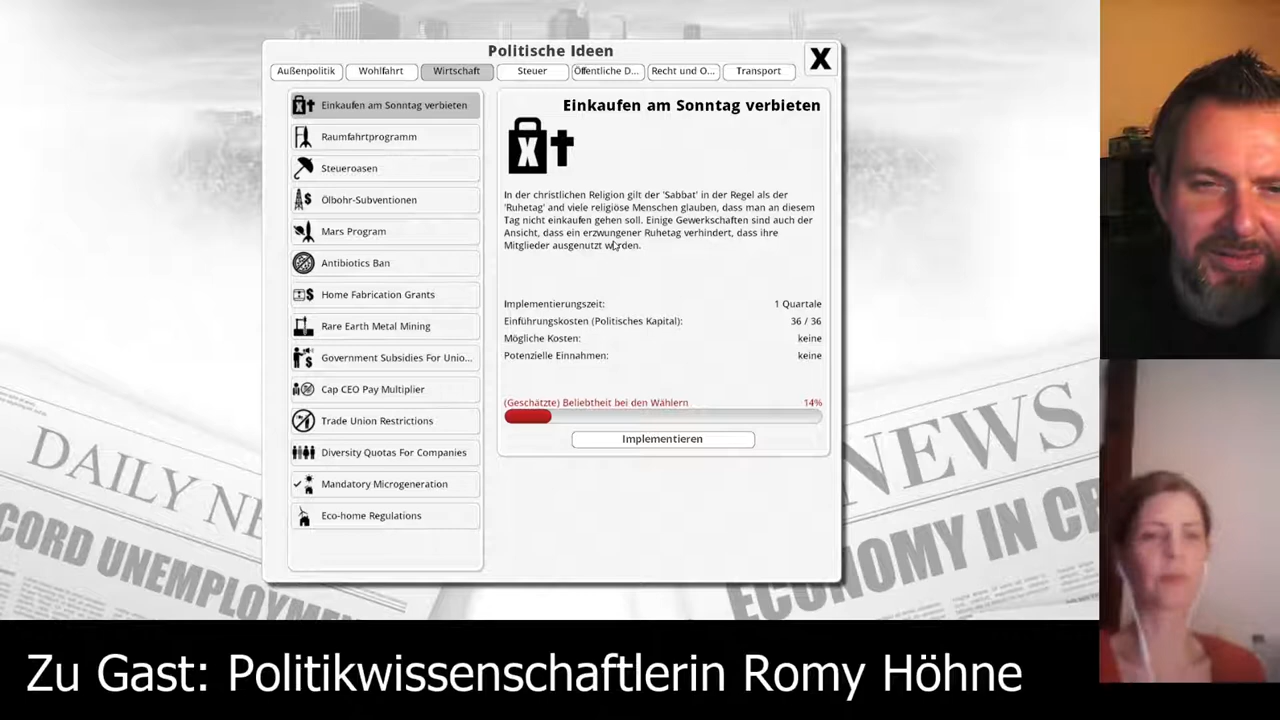 Politische Ideen
X
Außenpolitik
Wohlfahrt
Wirtschaft
Steuer
Öffentliche D...
Recht und O...
Transport
Einkaufen am Sonntag verbieten
Raumfahrtprogramm
Steueroasen
Ölbohr-Subventionen
Mars Program
Antibiotics Ban
Home Fabrication Grants
Rare Earth Metal Mining
Government Subsidies For Unio...
Cap CEO Pay Multiplier
Trade Union Restrictions
Diversity Quotas For Companies
Mandatory Microgeneration
Eco-home Regulations
Einkaufen am Sonntag verbieten
X
In der christlichen Religion gilt der 'Sabbat' in der Regel als der
'Ruhetag' and viele religiöse Menschen glauben, dass man an diesem
Tag nicht einkaufen gehen soll. Einige Gewerkschaften sind auch der
Ansicht, dass ein erzwungener Ruhetag verhindert, dass ihre
Mitglieder ausgenutzt werden.
Implementierungszeit: 1 Quartale
Einführungskosten (Politisches Kapital): 36 / 36
Mögliche Kosten: keine
Potenzielle Einnahmen: keine
(Geschätzte) Beliebtheit bei den Wählern 14%
Implementieren
DAILY NE
CORD UNEMPLOYME
NEWS
ECONOMY IN CR
Zu Gast: Politikwissenschaftlerin Romy Höhne